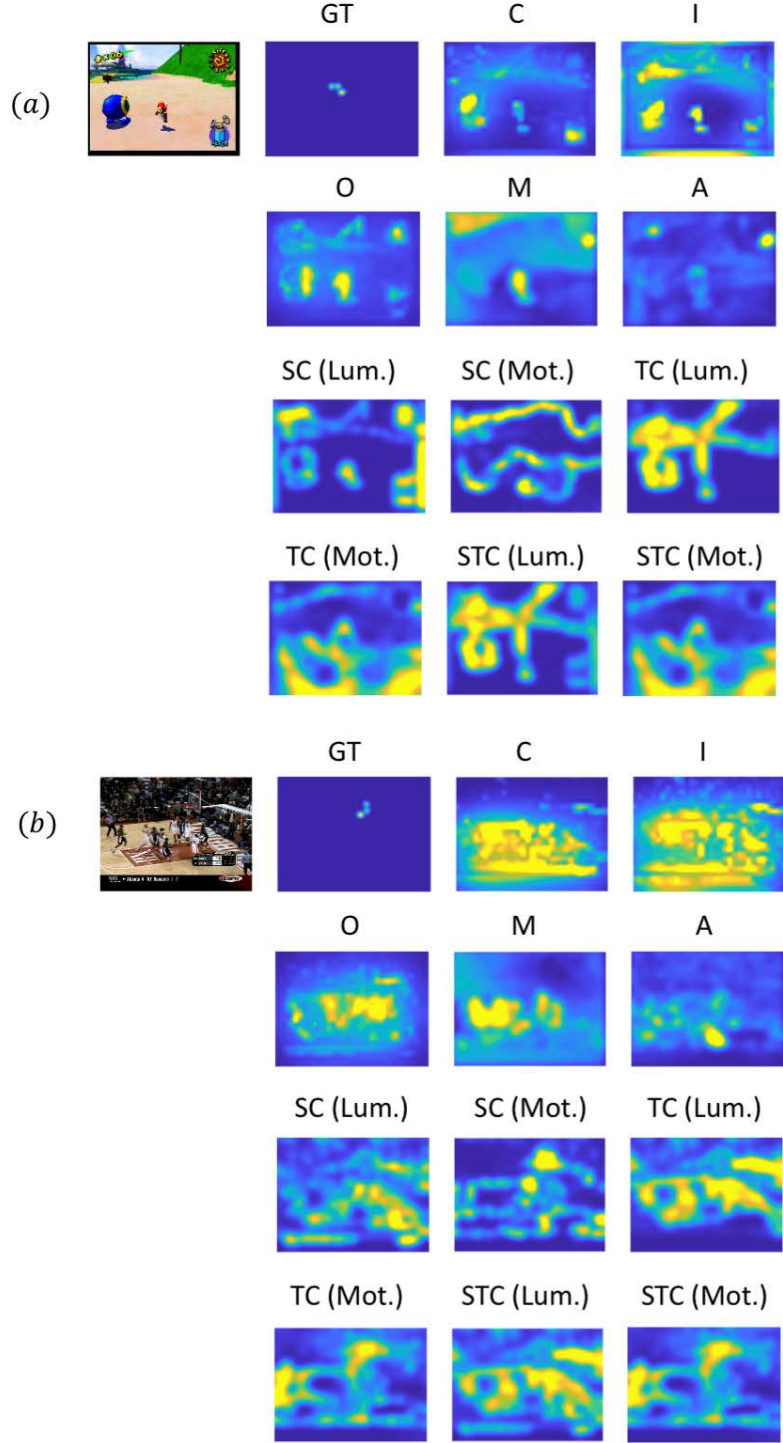 GT C I
(a)
O M A
SC (Lum.) SC (Mot.) TC (Lum.)
TC (Mot.) STC (Lum.) STC (Mot.)
GT C I
(b)
O M A
SC (Lum.) SC (Mot.) TC (Lum.)
TC (Mot.) STC (Lum.) STC (Mot.)